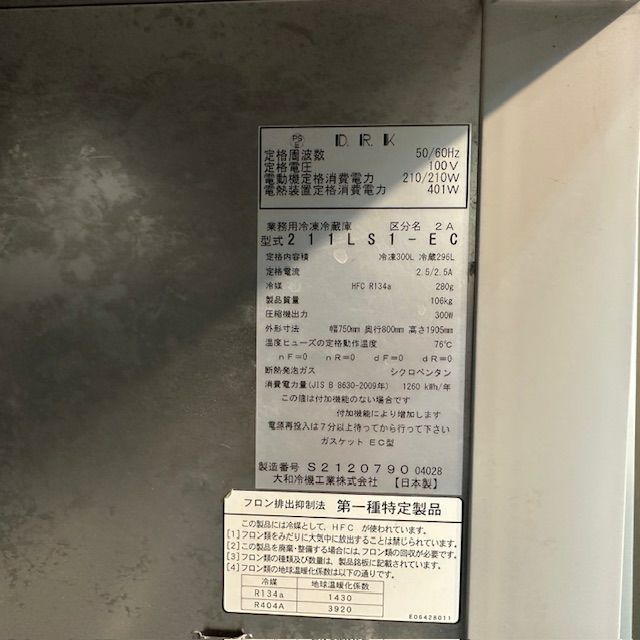 PS E D.R.K
定格周波数 50/60Hz
定格電圧 100V
電動機定格消費電力 210/210W
電熱装置定格消費電力 401W
業務用冷凍冷蔵庫 区分名 2A
型式 211LS1-EC
定格内容積 冷凍300L 冷蔵296L
定格電流 2.5/2.5A
冷媒 HFC R134a 280g
製品質量 106kg
圧縮機出力 300W
外形寸法 幅750mm 奥行800mm 高さ1905mm
温度ヒューズの定格動作温度 76℃
nF=0 nR=0 dF=0 dR=0
断熱発泡ガス シクロペンタン
消費電力量(JIS B 8630-2009年) 1260 kWh/年
この値は付加機能のない場合です
付加機能により増加します
電源再投入は7分以上待ってから行って下さい
ガスケット EC型
製造番号 S2120790 04028
大和冷機工業株式会社 【日本製】
フロン排出抑制法 第一種特定製品
この製品には冷媒として、HFC が使われています。
[1]フロン類をみだりに大気中に放出することは禁じられています。
[2]この製品を廃棄・整備する場合には、フロン類の回収が必要です。
[3]フロン類の種類及び数量は、製品銘板に記載されています。
[4]フロン類の地球温暖化係数は以下の通りです。
冷媒 地球温暖化係数
R134a 1430
R404A 3920
E06428011